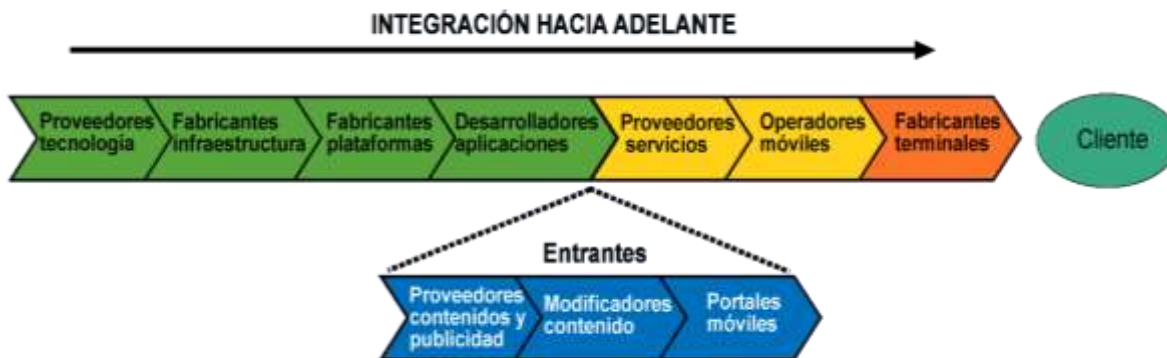 INTEGRACIÓN HACIA ADELANTE
Proveedores
tecnología
Fabricantes
infraestructura
Fabricantes
plataformas
Desarrolladores
aplicaciones
Proveedores
servicios
Operadores
móviles
Fabricantes
terminales
Cliente
Entrantes
Proveedores
contenidos y
publicidad
Modificadores
contenido
Portales
móviles